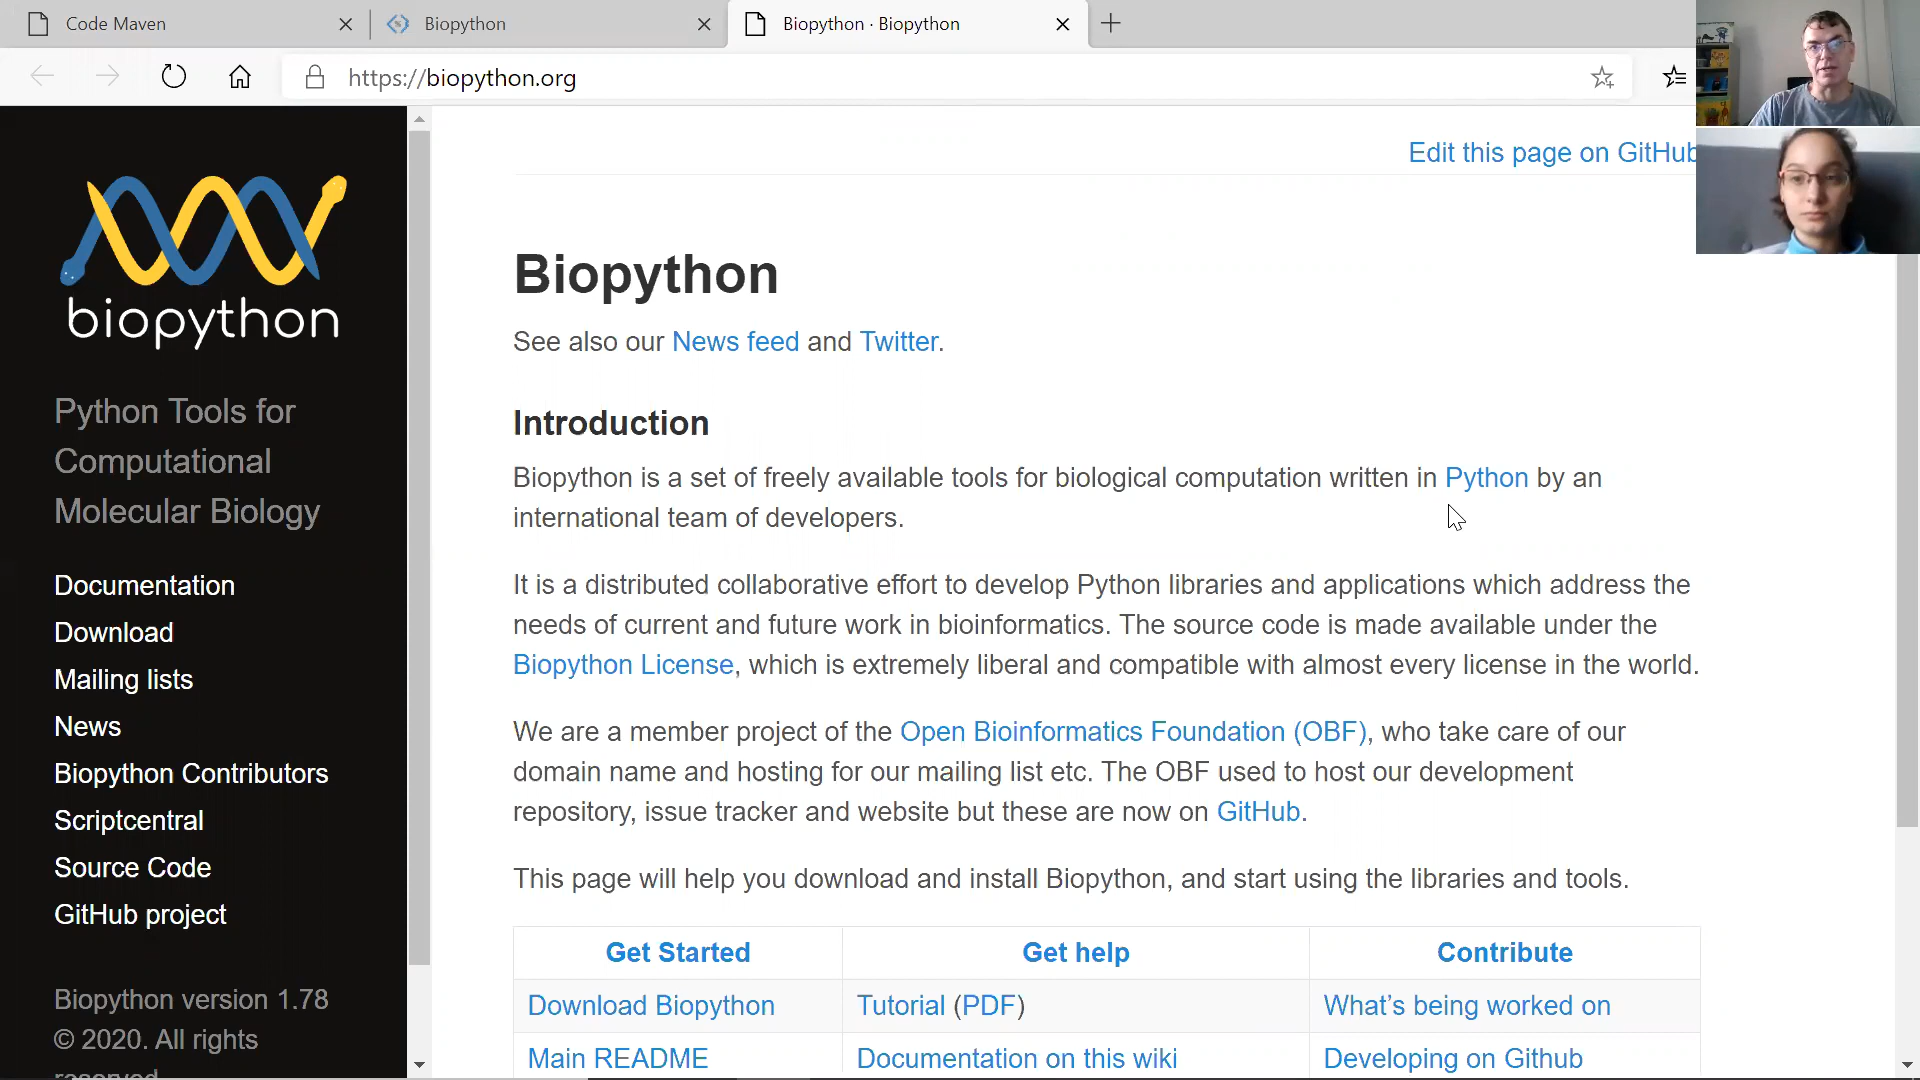 Code Maven
Biopython
Biopython · Biopython
https://biopython.org
Edit this page on GitHub
biopython
Python Tools for
Computational
Molecular Biology
Documentation
Download
Mailing lists
News
Biopython Contributors
Scriptcentral
Source Code
GitHub project
Biopython version 1.78
© 2020. All rights
reserved
Biopython
See also our News feed and Twitter.
Introduction
Biopython is a set of freely available tools for biological computation written in Python by an
international team of developers.
It is a distributed collaborative effort to develop Python libraries and applications which address the
needs of current and future work in bioinformatics. The source code is made available under the
Biopython License, which is extremely liberal and compatible with almost every license in the world.
We are a member project of the Open Bioinformatics Foundation (OBF), who take care of our
domain name and hosting for our mailing list etc. The OBF used to host our development
repository, issue tracker and website but these are now on GitHub.
This page will help you download and install Biopython, and start using the libraries and tools.
Get Started Get help Contribute
Download Biopython Tutorial (PDF) What’s being worked on
Main README Documentation on this wiki Developing on Github